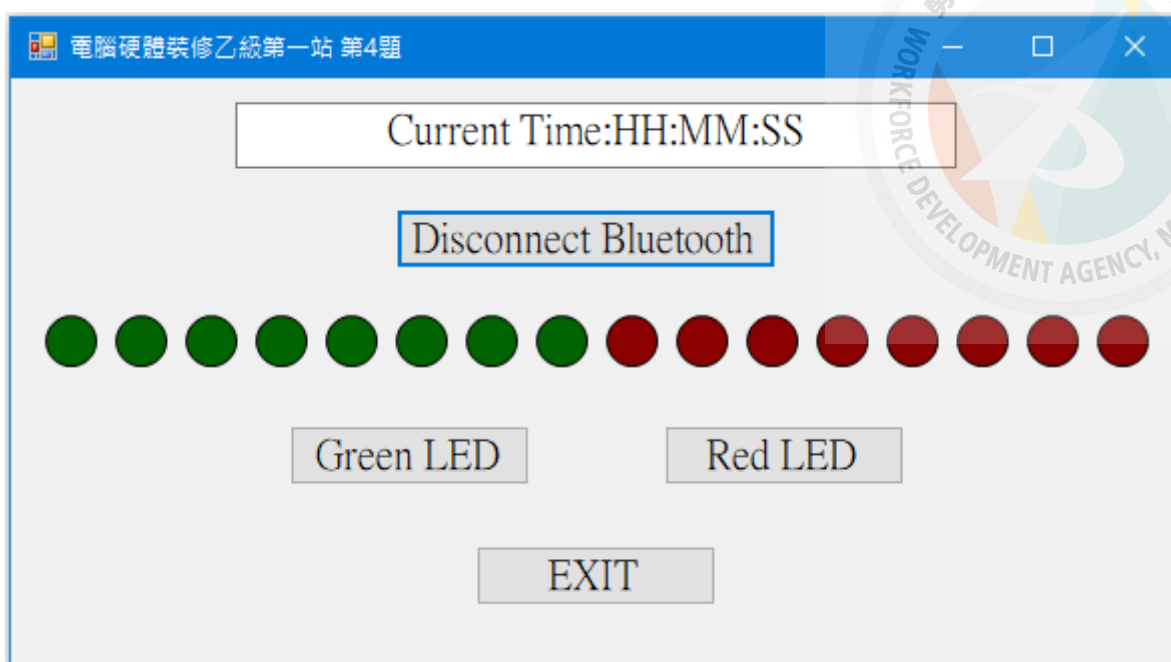 電腦硬體裝修乙級第一站 第4題
Current Time:HH:MM:SS
Disconnect Bluetooth
Green LED
Red LED
EXIT
WORKFORCE DEVELOPMENT AGENCY,